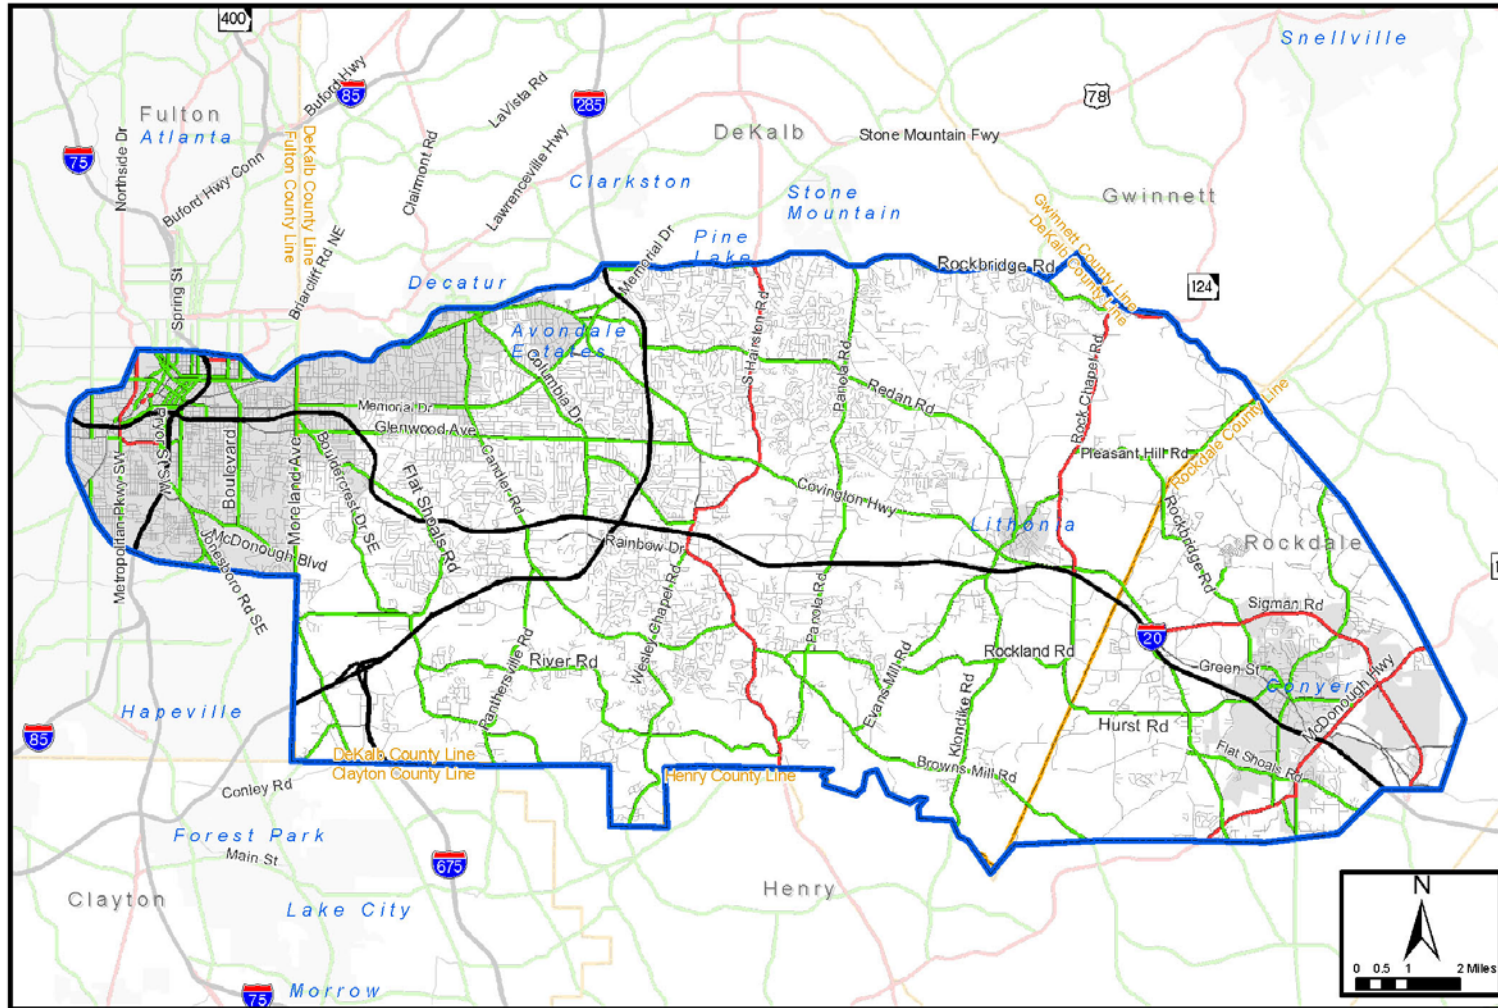 400
Snellville
Buford Hwy
85
LaVista Rd
285
78
Fulton
Atlanta
Northside Dr
75
DeKalb County Line
Fulton County Line
Clairmont Rd
Lawrenceville Hwy
DeKalb
Stone Mountain Fwy
Buford Hwy Conn
Clarkston
Stone
Mountain
Gwinnett
Gwinnett County Line
DeKalb County Line
Pine
Lake
Memorial Dr
Briarcliff Rd NE
Spring St
Decatur
Rockbridge Rd
124
Avondale
Estates
Columbia Dr
S Hairston Rd
Panola Rd
Redan Rd
Rock Chapel Rd
Rockdale County Line
Memorial Dr
Glenwood Ave
Pryor St SW
Boulevard
Moreland Ave
Bouldercrest Dr SE
Flat Shoals Rd
Candler Rd
Pleasant Hill Rd
Covington Hwy
Metropolitan Pkwy SW
Lithonia
Rockbridge Rd
Rockdale
McDonough Blvd
Jonesboro Rd SE
Rainbow Dr
1
Wesley Chapel Rd
Panola Rd
Sigman Rd
20
Panthersville Rd
River Rd
Evans Mill Rd
Rockland Rd
Green St
Klondike Rd
Conyer
McDonough Hwy
Hapeville
85
Hurst Rd
Flat Shoals Rd
DeKalb County Line
Clayton County Line
Henry County Line
Browns Mill Rd
Conley Rd
Forest Park
Main St
675
Clayton
Lake City
Henry
N
0 0.5 1 2 Miles
75
Morrow